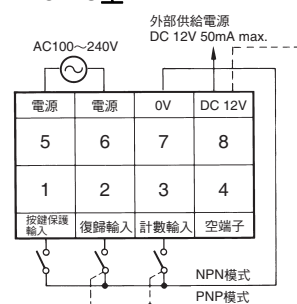 外部供給電源
DC 12V 50mA max.
AC100～240V
電源 電源 0V DC 12V
5 6 7 8
1 2 3 4
按鍵保護輸入 復歸輸入 計數輸入 空端子
NPN模式
PNP模式